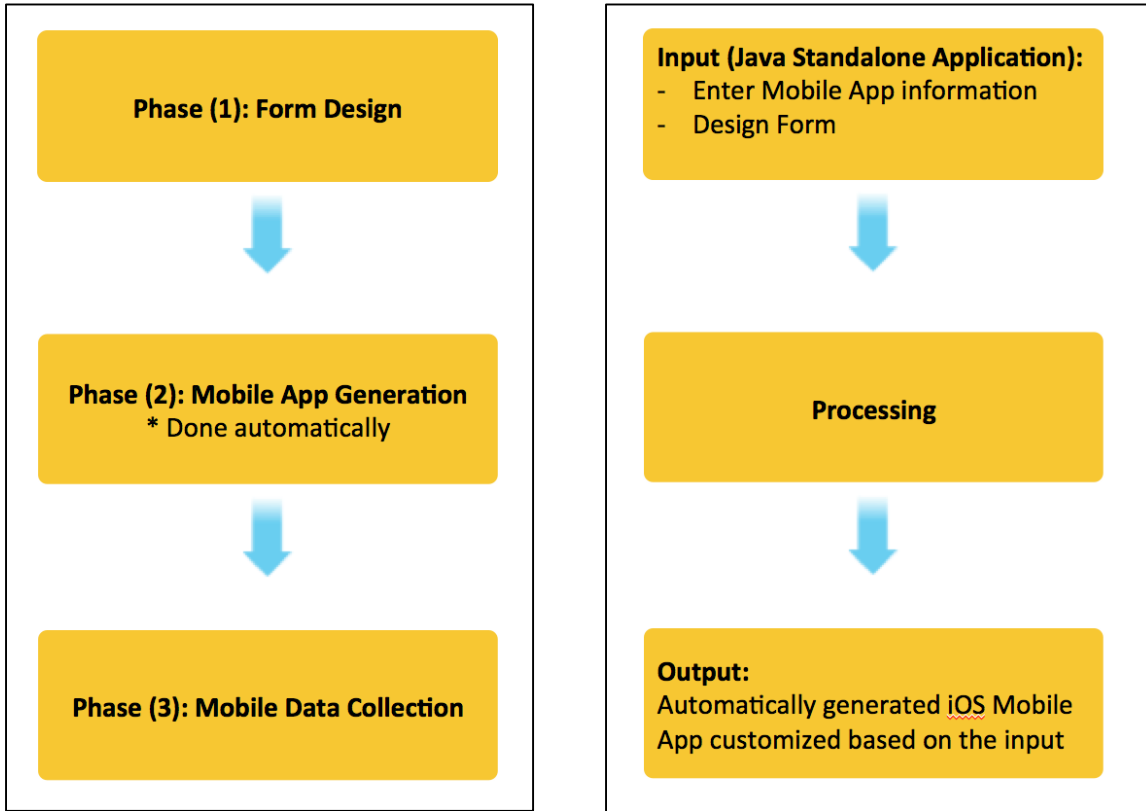 Phase (1): Form Design
Phase (2): Mobile App Generation
* Done automatically
Phase (3): Mobile Data Collection
Input (Java Standalone Application):
- Enter Mobile App information
- Design Form
Processing
Output:
Automatically generated iOS Mobile
App customized based on the input